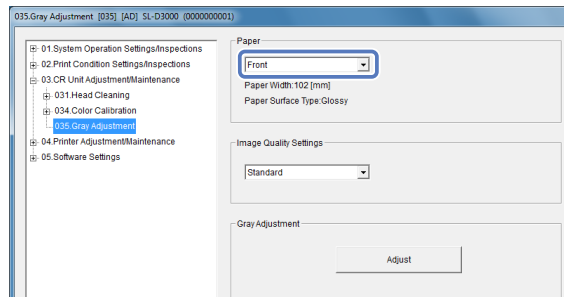 035.Gray Adjustment [035] [AD] SL-D3000 (0000000001)
01.System Operation Settings/Inspections
02.Print Condition Settings/Inspections
03.CR Unit Adjustment/Maintenance
031.Head Cleaning
034.Color Calibration
035.Gray Adjustment
04.Printer Adjustment/Maintenance
05.Software Settings
Paper
Front
Paper Width:102 [mm]
Paper Surface Type:Glossy
Image Quality Settings
Standard
Gray Adjustment
Adjust